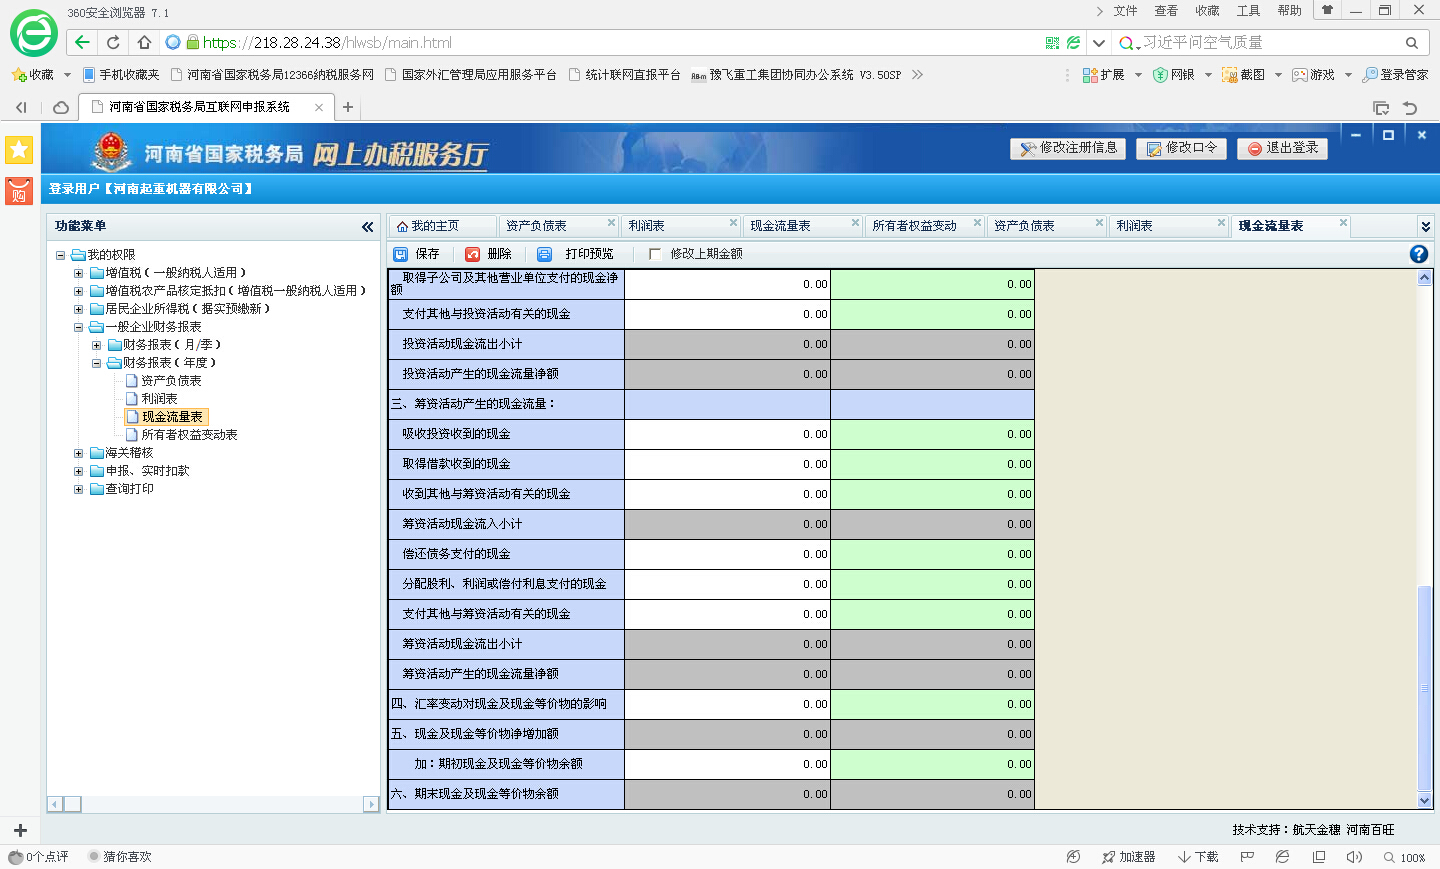 360安全浏览器 7.1
文件 查看 收藏 工具 帮助
https://218.28.24.38/hlwsb/main.html
习近平问空气质量
收藏 手机收藏夹 河南省国家税务局12366纳税服务网 国家外汇管理局应用服务平台 统计联网直报平台 RBm 豫飞重工集团协同办公系统 V3.50SP 扩展 网银 截图 游戏 登录管家
河南省国家税务局互联网申报系统
河南省国家税务局 网上办税服务厅
修改注册信息 修改口令 退出登录
购
登录用户【河南起重机器有限公司】
功能菜单
我的主页 资产负债表 利润表 现金流量表 所有者权益变动 资产负债表 利润表 现金流量表
保存 删除 打印预览 修改上期金额
我的权限
增值税（一般纳税人适用）
增值税农产品核定抵扣（增值税一般纳税人适用）
居民企业所得税（据实预缴新）
一般企业财务报表
财务报表（月/季）
财务报表（年度）
资产负债表
利润表
现金流量表
所有者权益变动表
海关稽核
申报、实时扣款
查询打印
取得子公司及其他营业单位支付的现金净
额 0.00 0.00
支付其他与投资活动有关的现金 0.00 0.00
投资活动现金流出小计 0.00 0.00
投资活动产生的现金流量净额 0.00 0.00
三、筹资活动产生的现金流量：
吸收投资收到的现金 0.00 0.00
取得借款收到的现金 0.00 0.00
收到其他与筹资活动有关的现金 0.00 0.00
筹资活动现金流入小计 0.00 0.00
偿还债务支付的现金 0.00 0.00
分配股利、利润或偿付利息支付的现金 0.00 0.00
支付其他与筹资活动有关的现金 0.00 0.00
筹资活动现金流出小计 0.00 0.00
筹资活动产生的现金流量净额 0.00 0.00
四、汇率变动对现金及现金等价物的影响 0.00 0.00
五、现金及现金等价物净增加额 0.00 0.00
加：期初现金及现金等价物余额 0.00 0.00
六、期末现金及现金等价物余额 0.00 0.00
技术支持：航天金穗 河南百旺
0个点评 猜你喜欢 加速器 下载 100%